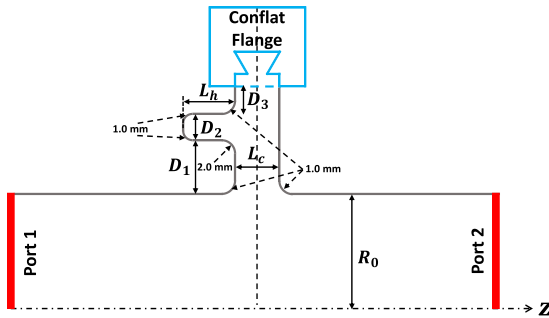 Conflat
Flange
L_h
D_3
1.0 mm
D_2
D_1
2.0 mm
L_c
1.0 mm
Port 1
R_0
Port 2
Z